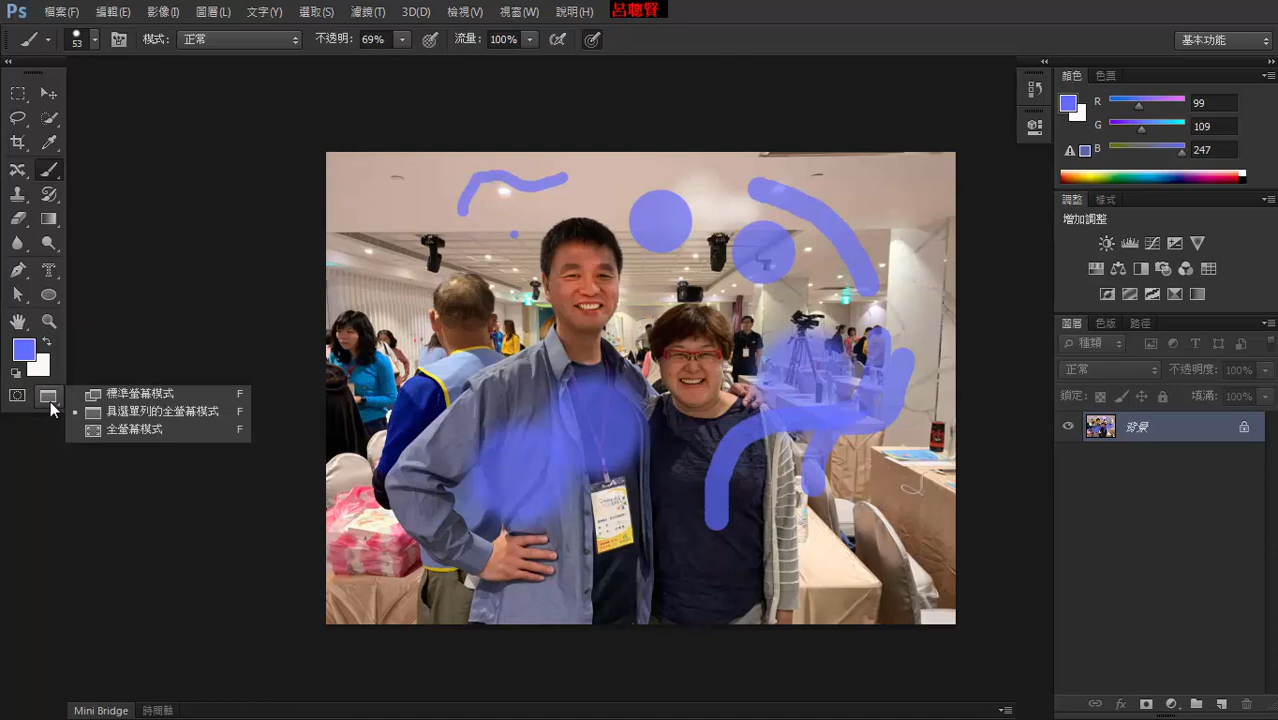 Ps 檔案(F) 編輯(E) 影像(I) 圖層(L) 文字(Y) 選取(S) 濾鏡(T) 3D(D) 檢視(V) 視窗(W) 說明(H) 呂聰賢
53 模式: 正常 不透明: 69% 流量: 100% 基本功能
顏色 色票
R 99
G 109
B 247
調整 樣式
增加調整
圖層 色版 路徑
種類
正常 不透明度: 100%
鎖定: 填滿: 100%
背景
標準螢幕模式 F
具選單列的全螢幕模式 F
全螢幕模式 F
Mini Bridge 時間軸